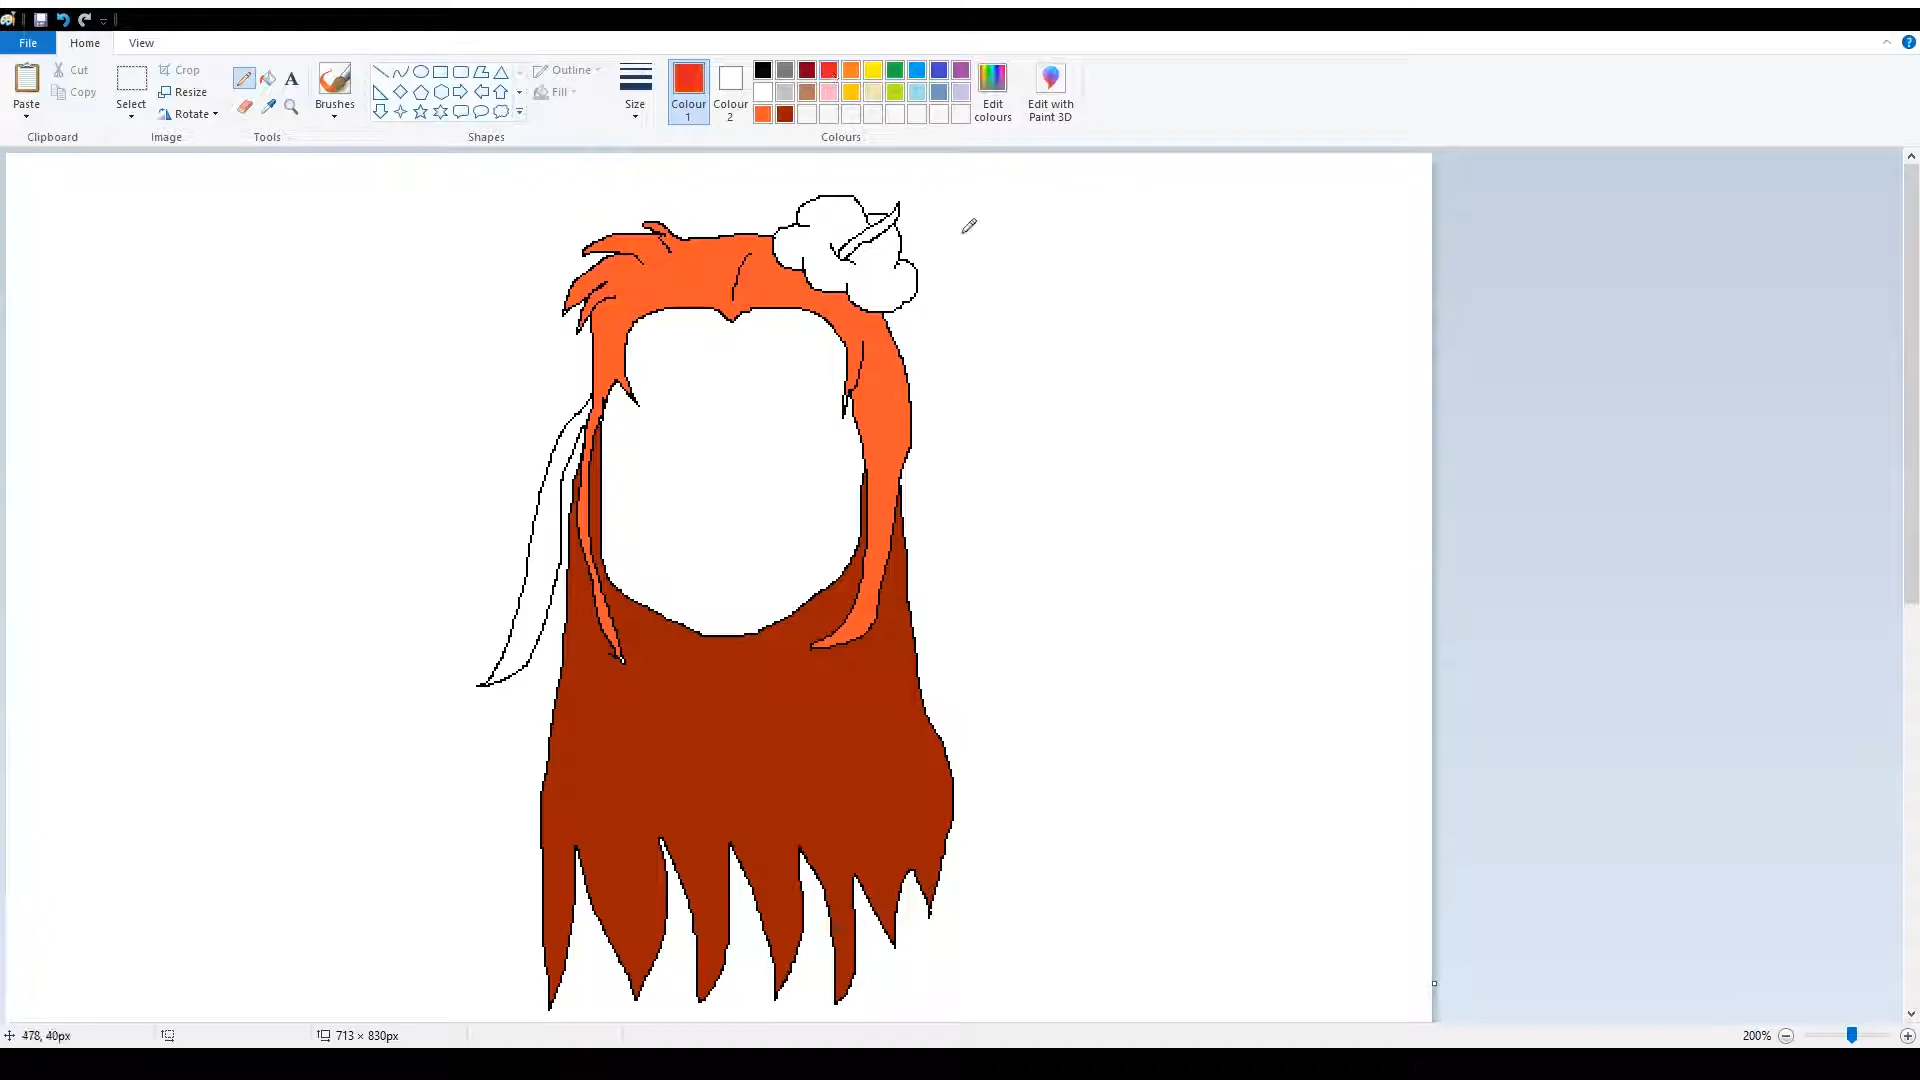 File Home View
Paste Cut Copy Clipboard
Select Crop Resize Rotate Image
A Tools
Brushes
Outline Fill Shapes
Size
Colour 1 Colour 2 Edit colours Edit with Paint 3D Colours
478, 40px 713 × 830px 200%